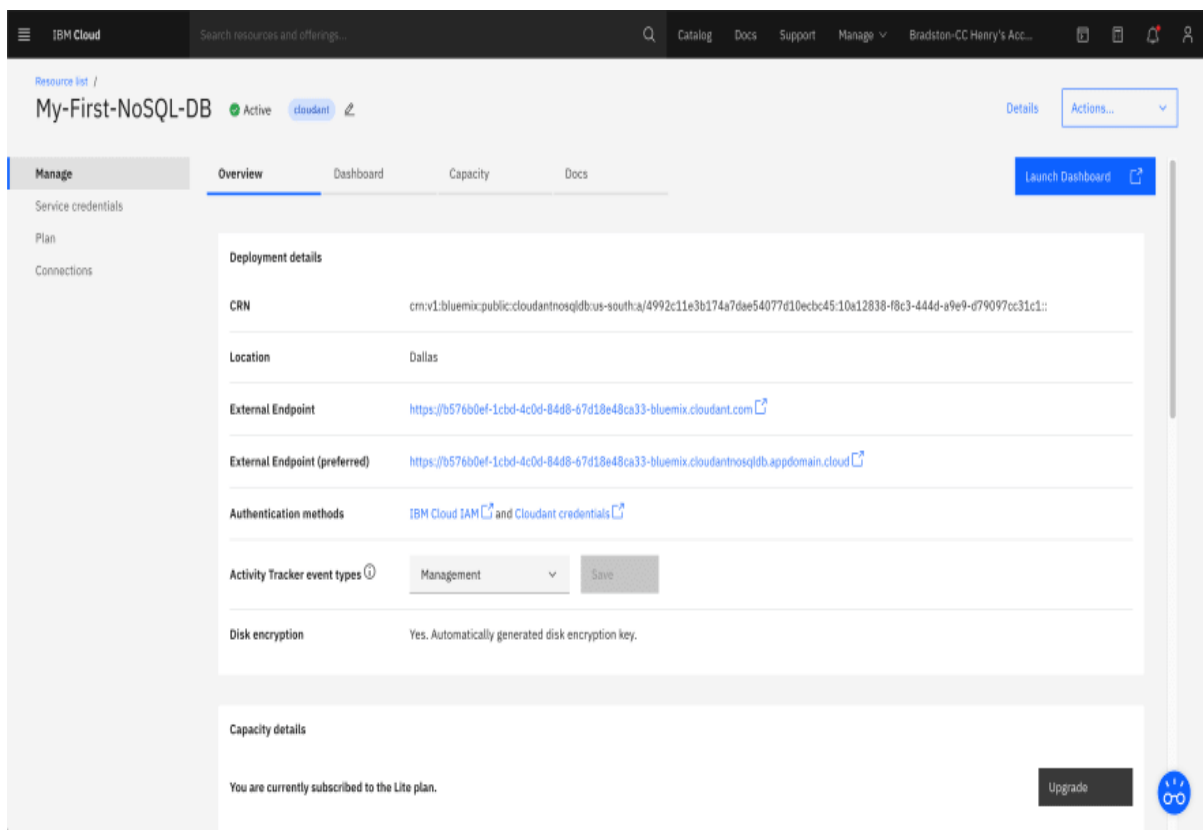 IBM Cloud
Search resources and offerings...
Catalog
Docs
Support
Manage
Bradston-CC Henry's Acc...
Resource list /
My-First-NoSQL-DB
Active
cloudant
Details
Actions...
Manage
Service credentials
Plan
Connections
Overview
Dashboard
Capacity
Docs
Launch Dashboard
Deployment details
CRN
crn:v1:bluemix:public:cloudantnosqldb:us-south:a/4992c11e3b174a7dae54077d10ecbc45:10a12838-f8c3-444d-a9e9-d79097cc31c1::
Location
Dallas
External Endpoint
https://b576b0ef-1cbd-4c0d-84d8-67d18e48ca33-bluemix.cloudant.com
External Endpoint (preferred)
https://b576b0ef-1cbd-4c0d-84d8-67d18e48ca33-bluemix.cloudantnosqldb.appdomain.cloud
Authentication methods
IBM Cloud IAM and Cloudant credentials
Activity Tracker event types
Management
Save
Disk encryption
Yes. Automatically generated disk encryption key.
Capacity details
You are currently subscribed to the Lite plan.
Upgrade